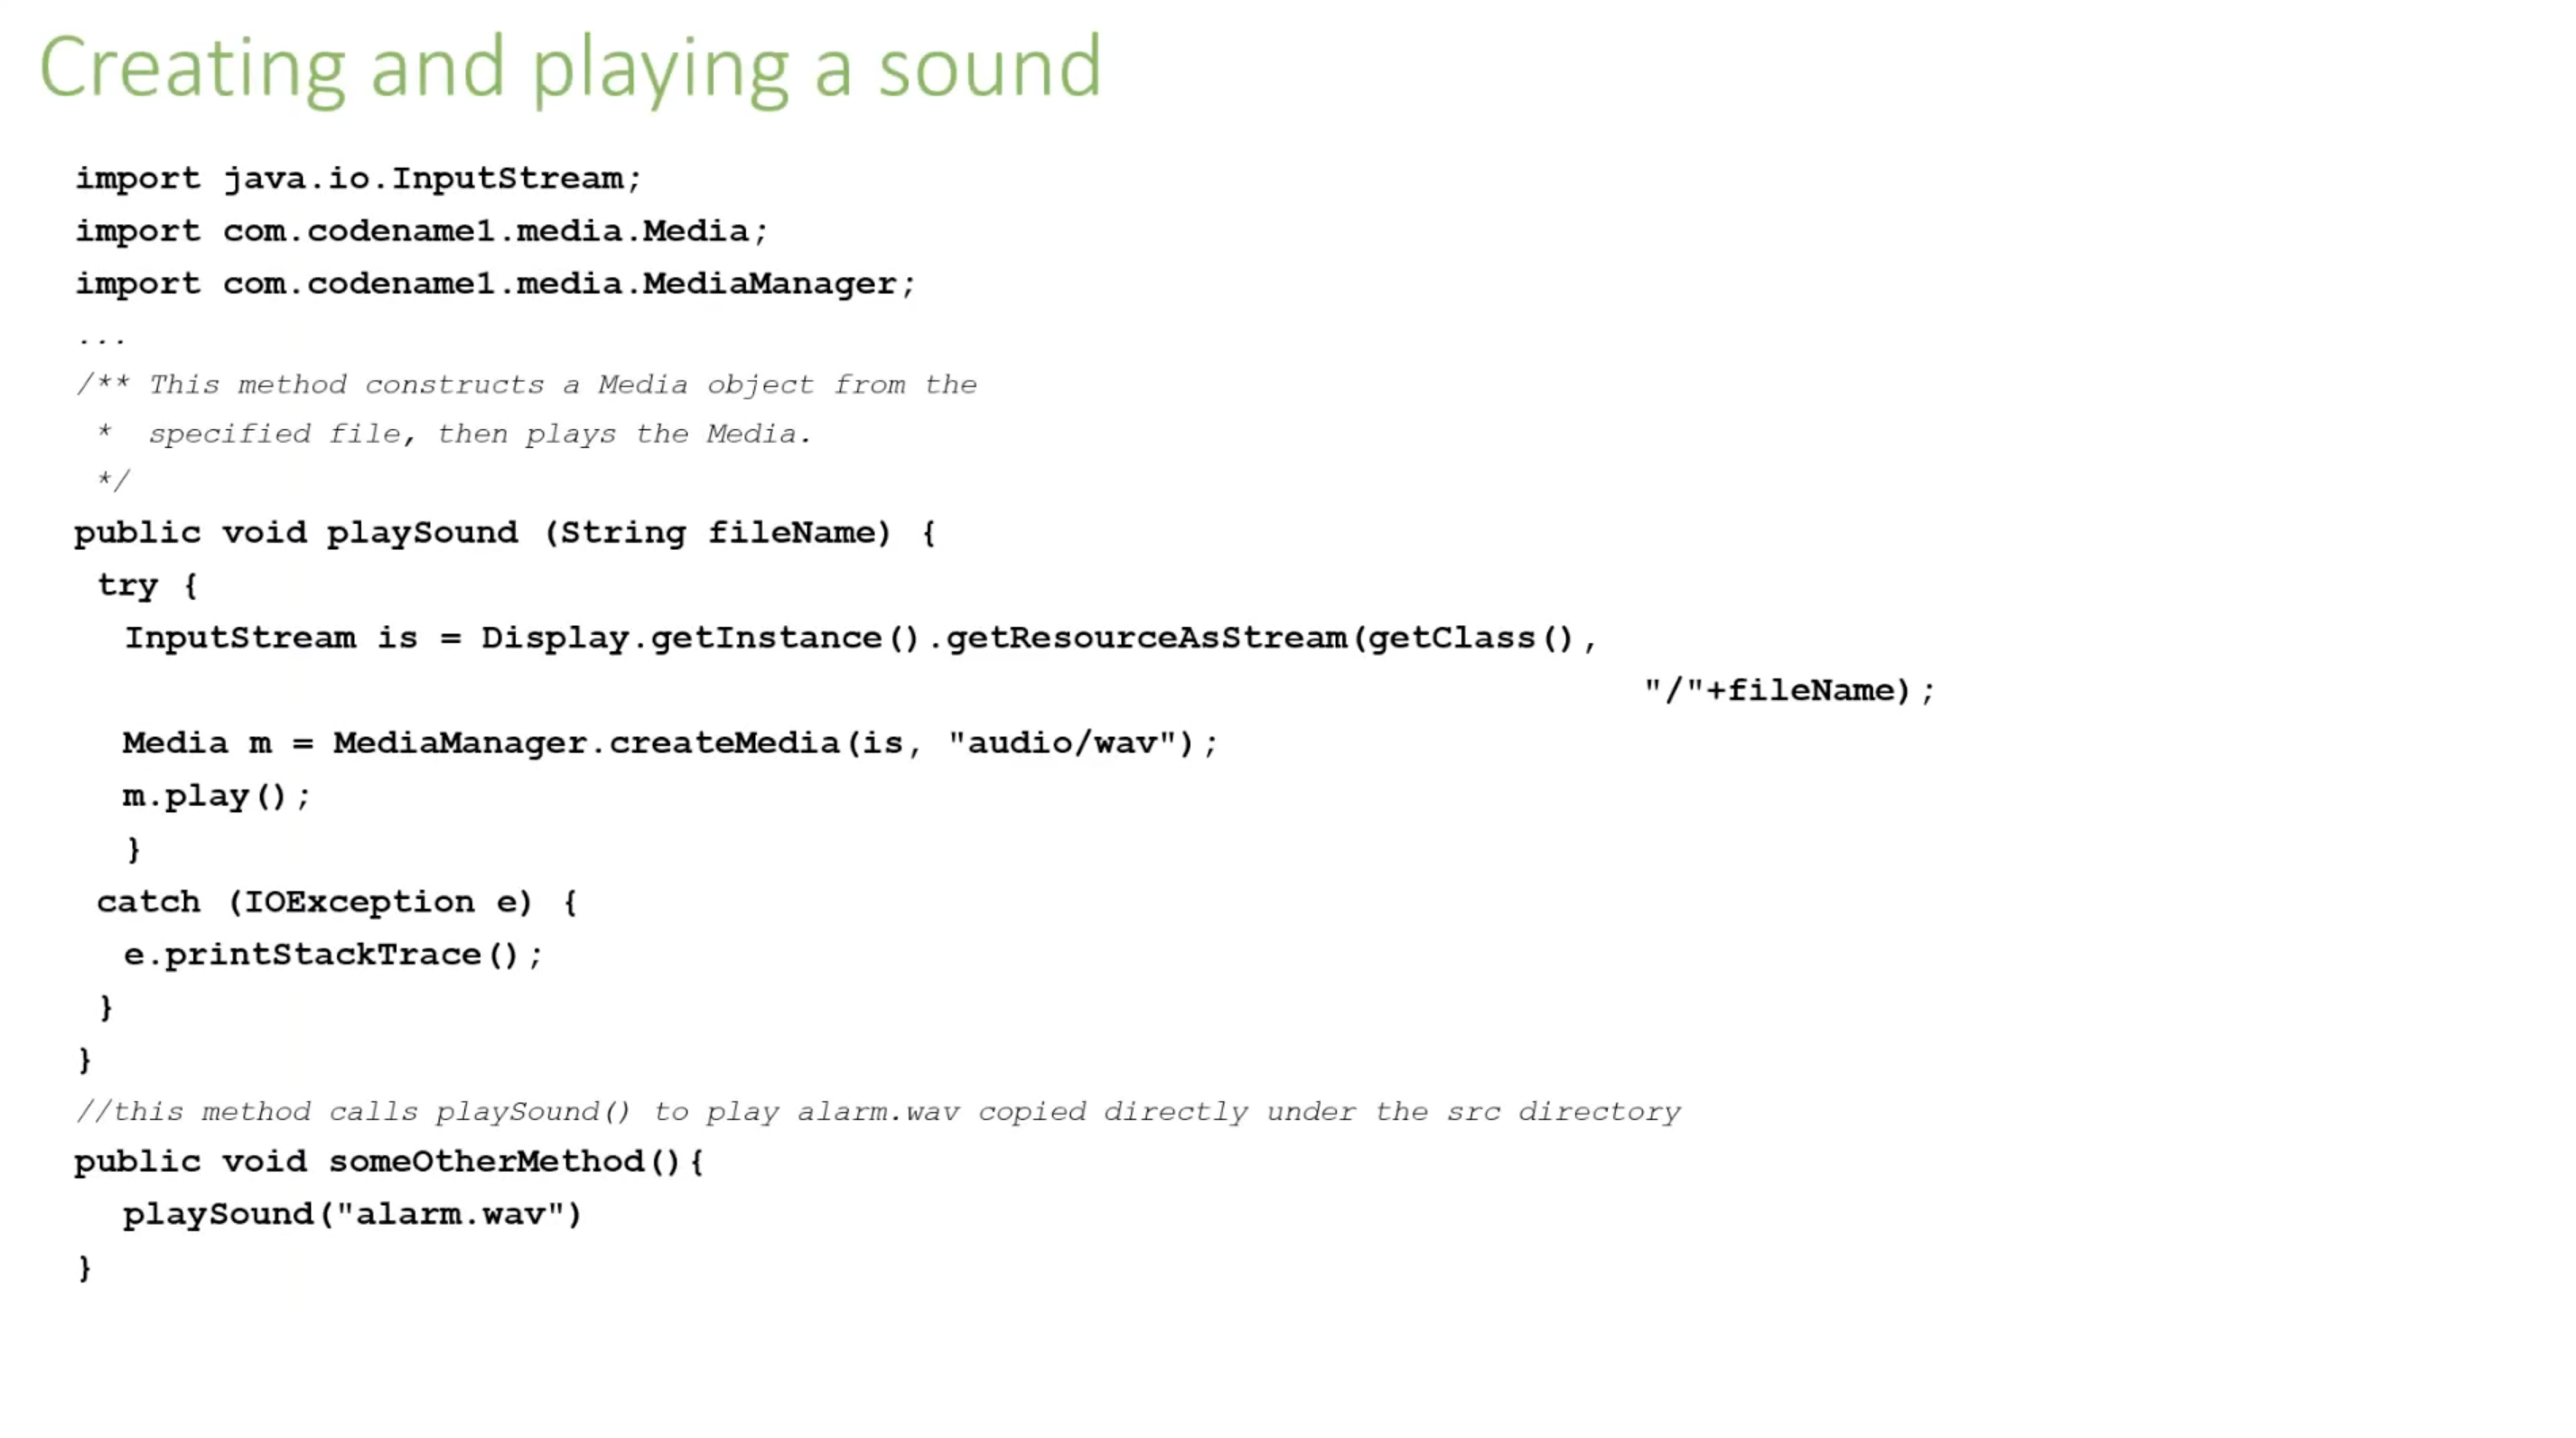 Creating and playing a sound
import java.io.InputStream;
import com.codename1.media.Media;
import com.codename1.media.MediaManager;
...
/** This method constructs a Media object from the
 *  specified file, then plays the Media.
 */
public void playSound (String fileName) {
 try {
  InputStream is = Display.getInstance().getResourceAsStream(getClass(),
                                                                          "/"+fileName);
  Media m = MediaManager.createMedia(is, "audio/wav");
  m.play();
  }
 catch (IOException e) {
  e.printStackTrace();
 }
}
//this method calls playSound() to play alarm.wav copied directly under the src directory
public void someOtherMethod(){
  playSound("alarm.wav")
}